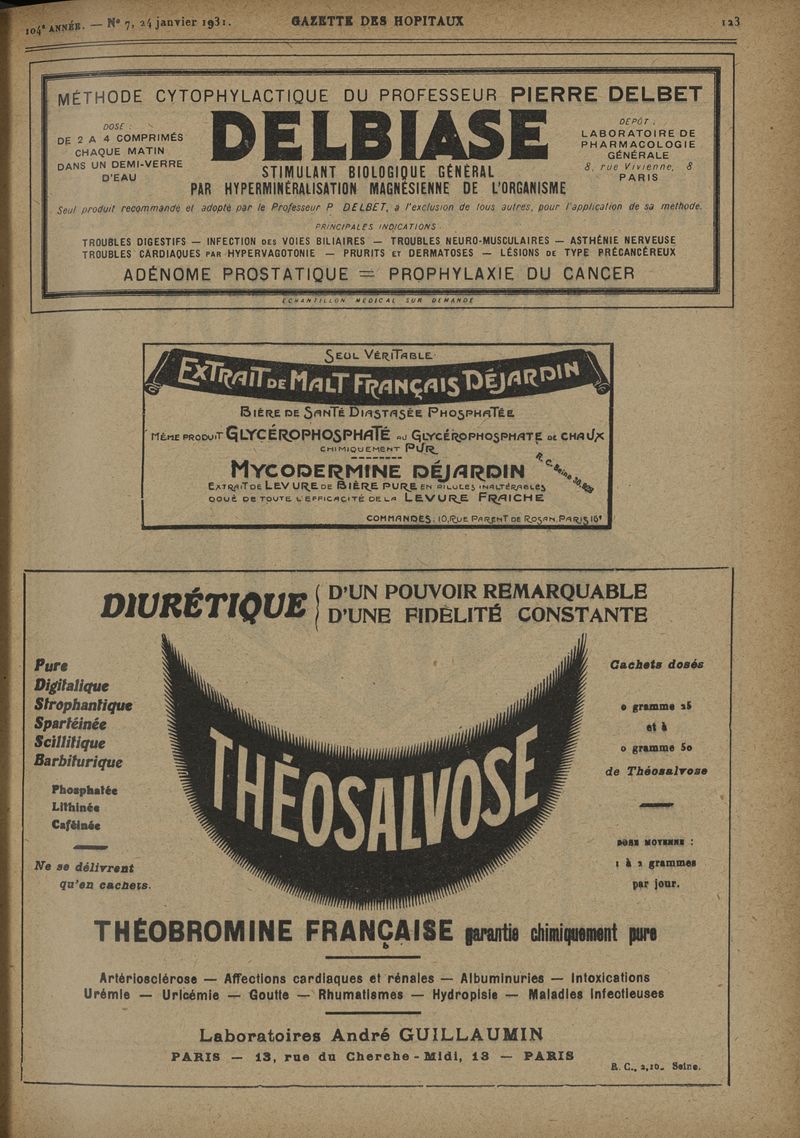 104e ANNÉE. — No 7, 24 janvier 1931. GAZETTE DES HOPITAUX 123
MÉTHODE CYTOPHYLACTIQUE DU PROFESSEUR PIERRE DELBET
DOSE :
DE 2 A 4 COMPRIMÉS
CHAQUE MATIN
DANS UN DEMI-VERRE
D'EAU
DELBIASE
STIMULANT BIOLOGIQUE GÉNÉRAL
PAR HYPERMINÉRALISATION MAGNÉSIENNE DE L'ORGANISME
DEPÔT :
LABORATOIRE DE
PHARMACOLOGIE
GÉNÉRALE
8, rue Vivienne, 8
PARIS
Seul produit recommandé et adopté par le Professeur P DELBET, à l'exclusion de tous autres, pour l'application de sa méthode.
PRINCIPALES INDICATIONS
TROUBLES DIGESTIFS — INFECTION DES VOIES BILIAIRES — TROUBLES NEURO-MUSCULAIRES — ASTHÉNIE NERVEUSE
TROUBLES CARDIAQUES PAR HYPERVAGOTONIE — PRURITS ET DERMATOSES — LÉSIONS DE TYPE PRÉCANCÉREUX
ADÉNOME PROSTATIQUE = PROPHYLAXIE DU CANCER
ÉCHANTILLON MÉDICAL SUR DEMANDE
SEUL VÉRITABLE
EXTRAIT DE MALT FRANÇAIS DÉJARDIN
BIÈRE DE SANTÉ DIASTASÉE PHOSPHATÉE
MÊME PRODUIT GLYCÉROPHOSPHATÉ AU GLYCÉROPHOSPHATE DE CHAUX
CHIMIQUEMENT PUR
MYCODERMINE DÉJARDIN
R. C. Seine
EXTRAIT DE LEVURE DE BIÈRE PURE EN PILULES INALTÉRABLES
DOUÉ DE TOUTE L'EFFICACITÉ DE LA LEVURE FRAICHE
COMMANDES, 10, RUE PARENT DE ROSAN, PARIS 16e
DIURÉTIQUE
D'UN POUVOIR REMARQUABLE
D'UNE FIDÉLITÉ CONSTANTE
Pure
Digitalique
Strophantique
Spartéinée
Scillitique
Barbiturique
Phosphatée
Lithinée
Caféinée
Ne se délivrent
qu'en cachets.
THÉOSALVOSE
Cachets dosés
0 gramme 25
et à
0 gramme 50
de Théosalvose
DOSE MOYENNE :
1 à 2 grammes
par jour.
THÉOBROMINE FRANÇAISE garantie chimiquement pure
Artériosclérose — Affections cardiaques et rénales — Albuminuries — Intoxications
Urémie — Uricémie — Goutte — Rhumatismes — Hydropisie — Maladies infectieuses
Laboratoires André GUILLAUMIN
PARIS — 13, rue du Cherche-Midi, 13 — PARIS
R. C., Seine.